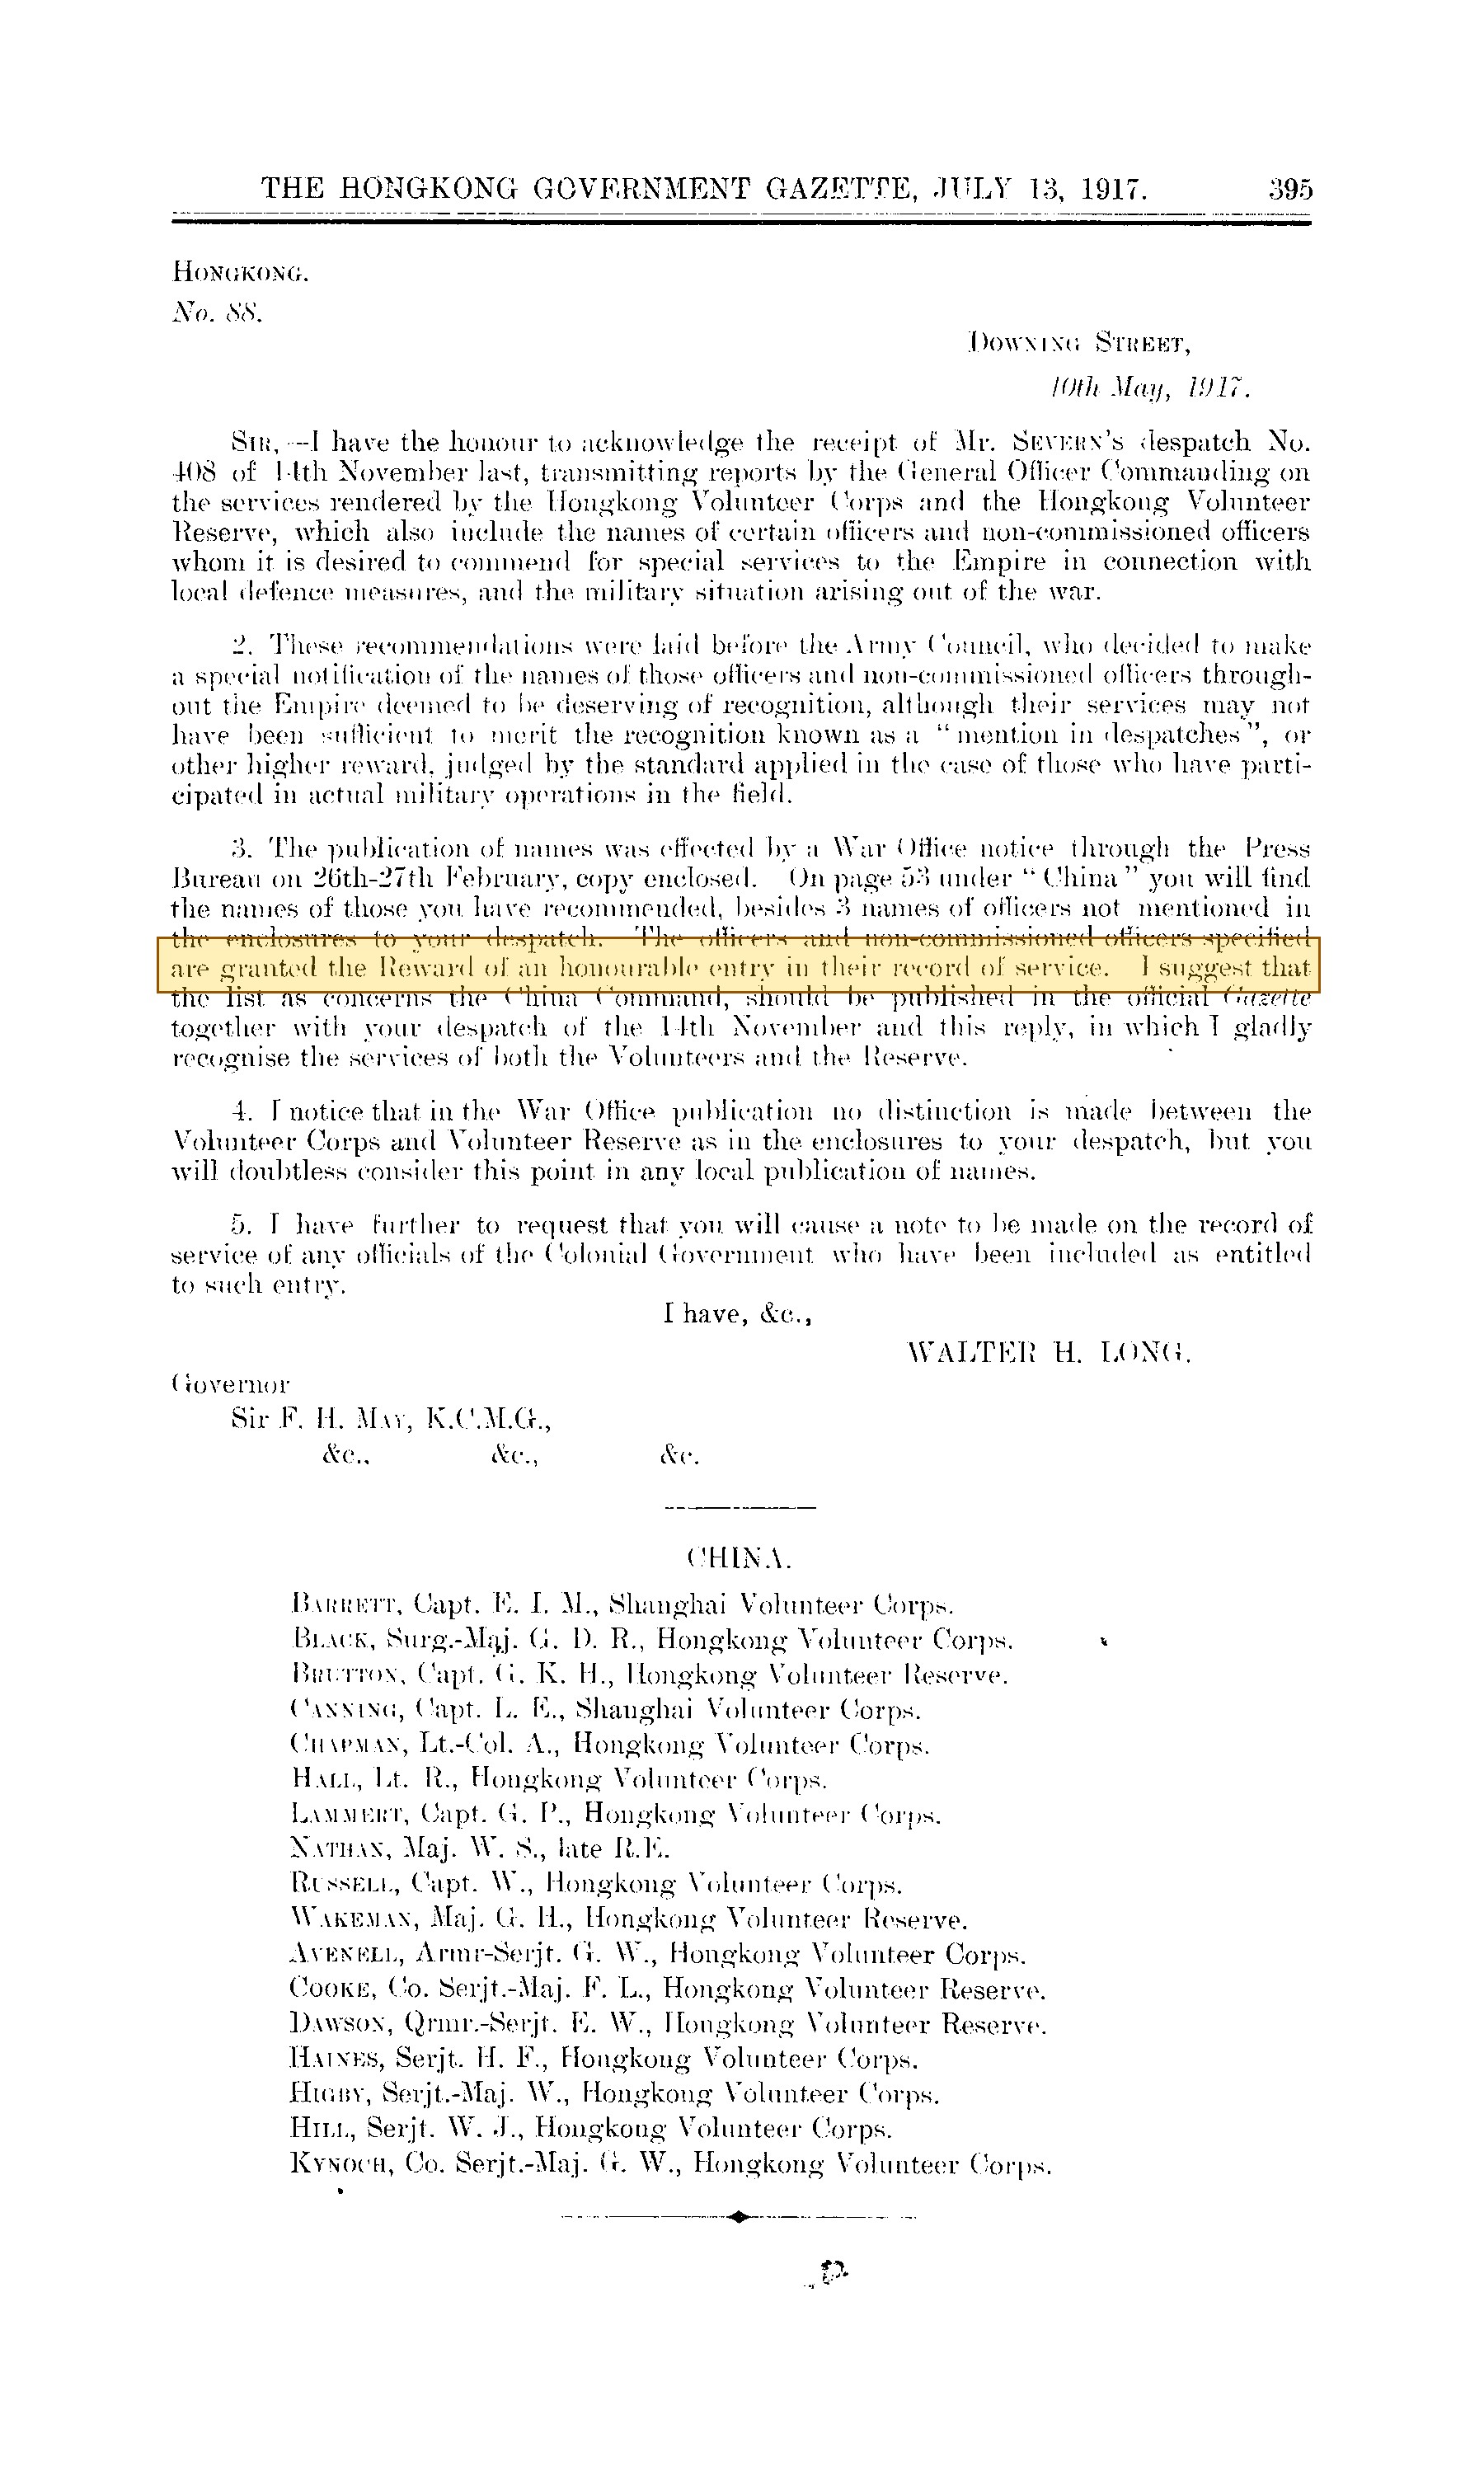 THE HONGKONG GOVERNMENT GAZETTE, JULY 13, 1917. 395
HONGKONG.
No. 88.
DOWNING STREET,
10th May, 1917.
SIR,—I have the honour to acknowledge the receipt of Mr. SEVERN's despatch No.
408 of 14th November last, transmitting reports by the General Officer Commanding on
the services rendered by the Hongkong Volunteer Corps and the Hongkong Volunteer
Reserve, which also include the names of certain officers and non-commissioned officers
whom it is desired to commend for special services to the Empire in connection with
local defence measures, and the military situation arising out of the war.
2. These recommendations were laid before the Army Council, who decided to make
a special notification of the names of those officers and non-commissioned officers through-
out the Empire deemed to be deserving of recognition, although their services may not
have been sufficient to merit the recognition known as a "mention in despatches", or
other higher reward, judged by the standard applied in the case of those who have parti-
cipated in actual military operations in the field.
3. The publication of names was effected by a War Office notice through the Press
Bureau on 26th-27th February, copy enclosed. On page 53 under "China" you will find
the names of those you have recommended, besides 3 names of officers not mentioned in
the enclosures to your despatch. The officers and non-commissioned officers specified
are granted the Reward of an honourable entry in their record of service. I suggest that
the list as concerns the China Command, should be published in the official Gazette
together with your despatch of the 14th November and this reply, in which I gladly
recognise the services of both the Volunteers and the Reserve.
4. I notice that in the War Office publication no distinction is made between the
Volunteer Corps and Volunteer Reserve as in the enclosures to your despatch, but you
will doubtless consider this point in any local publication of names.
5. I have further to request that you will cause a note to be made on the record of
service of any officials of the Colonial Government who have been included as entitled
to such entry.
I have, &c.,
WALTER H. LONG.
Governor
Sir F. H. MAY, K.C.M.G.,
&c., &c., &c.
CHINA.
BARRETT, Capt. E. I. M., Shanghai Volunteer Corps.
BLACK, Surg.-Maj. G. D. R., Hongkong Volunteer Corps.
BRUTTON, Capt. G. K. H., Hongkong Volunteer Reserve.
CANNING, Capt. L. E., Shanghai Volunteer Corps.
CHAPMAN, Lt.-Col. A., Hongkong Volunteer Corps.
HALL, Lt. R., Hongkong Volunteer Corps.
LAMMERT, Capt. G. P., Hongkong Volunteer Corps.
NATHAN, Maj. W. S., late R.E.
RUSSELL, Capt. W., Hongkong Volunteer Corps.
WAKEMAN, Maj. G. H., Hongkong Volunteer Reserve.
AVENELL, Armr-Serjt. G. W., Hongkong Volunteer Corps.
COOKE, Co. Serjt.-Maj. F. L., Hongkong Volunteer Reserve.
DAWSON, Qrmr.-Serjt. E. W., Hongkong Volunteer Reserve.
HAINES, Serjt. H. F., Hongkong Volunteer Corps.
HIGBY, Serjt.-Maj. W., Hongkong Volunteer Corps.
HILL, Serjt. W. J., Hongkong Volunteer Corps.
KYNOCH, Co. Serjt.-Maj. G. W., Hongkong Volunteer Corps.